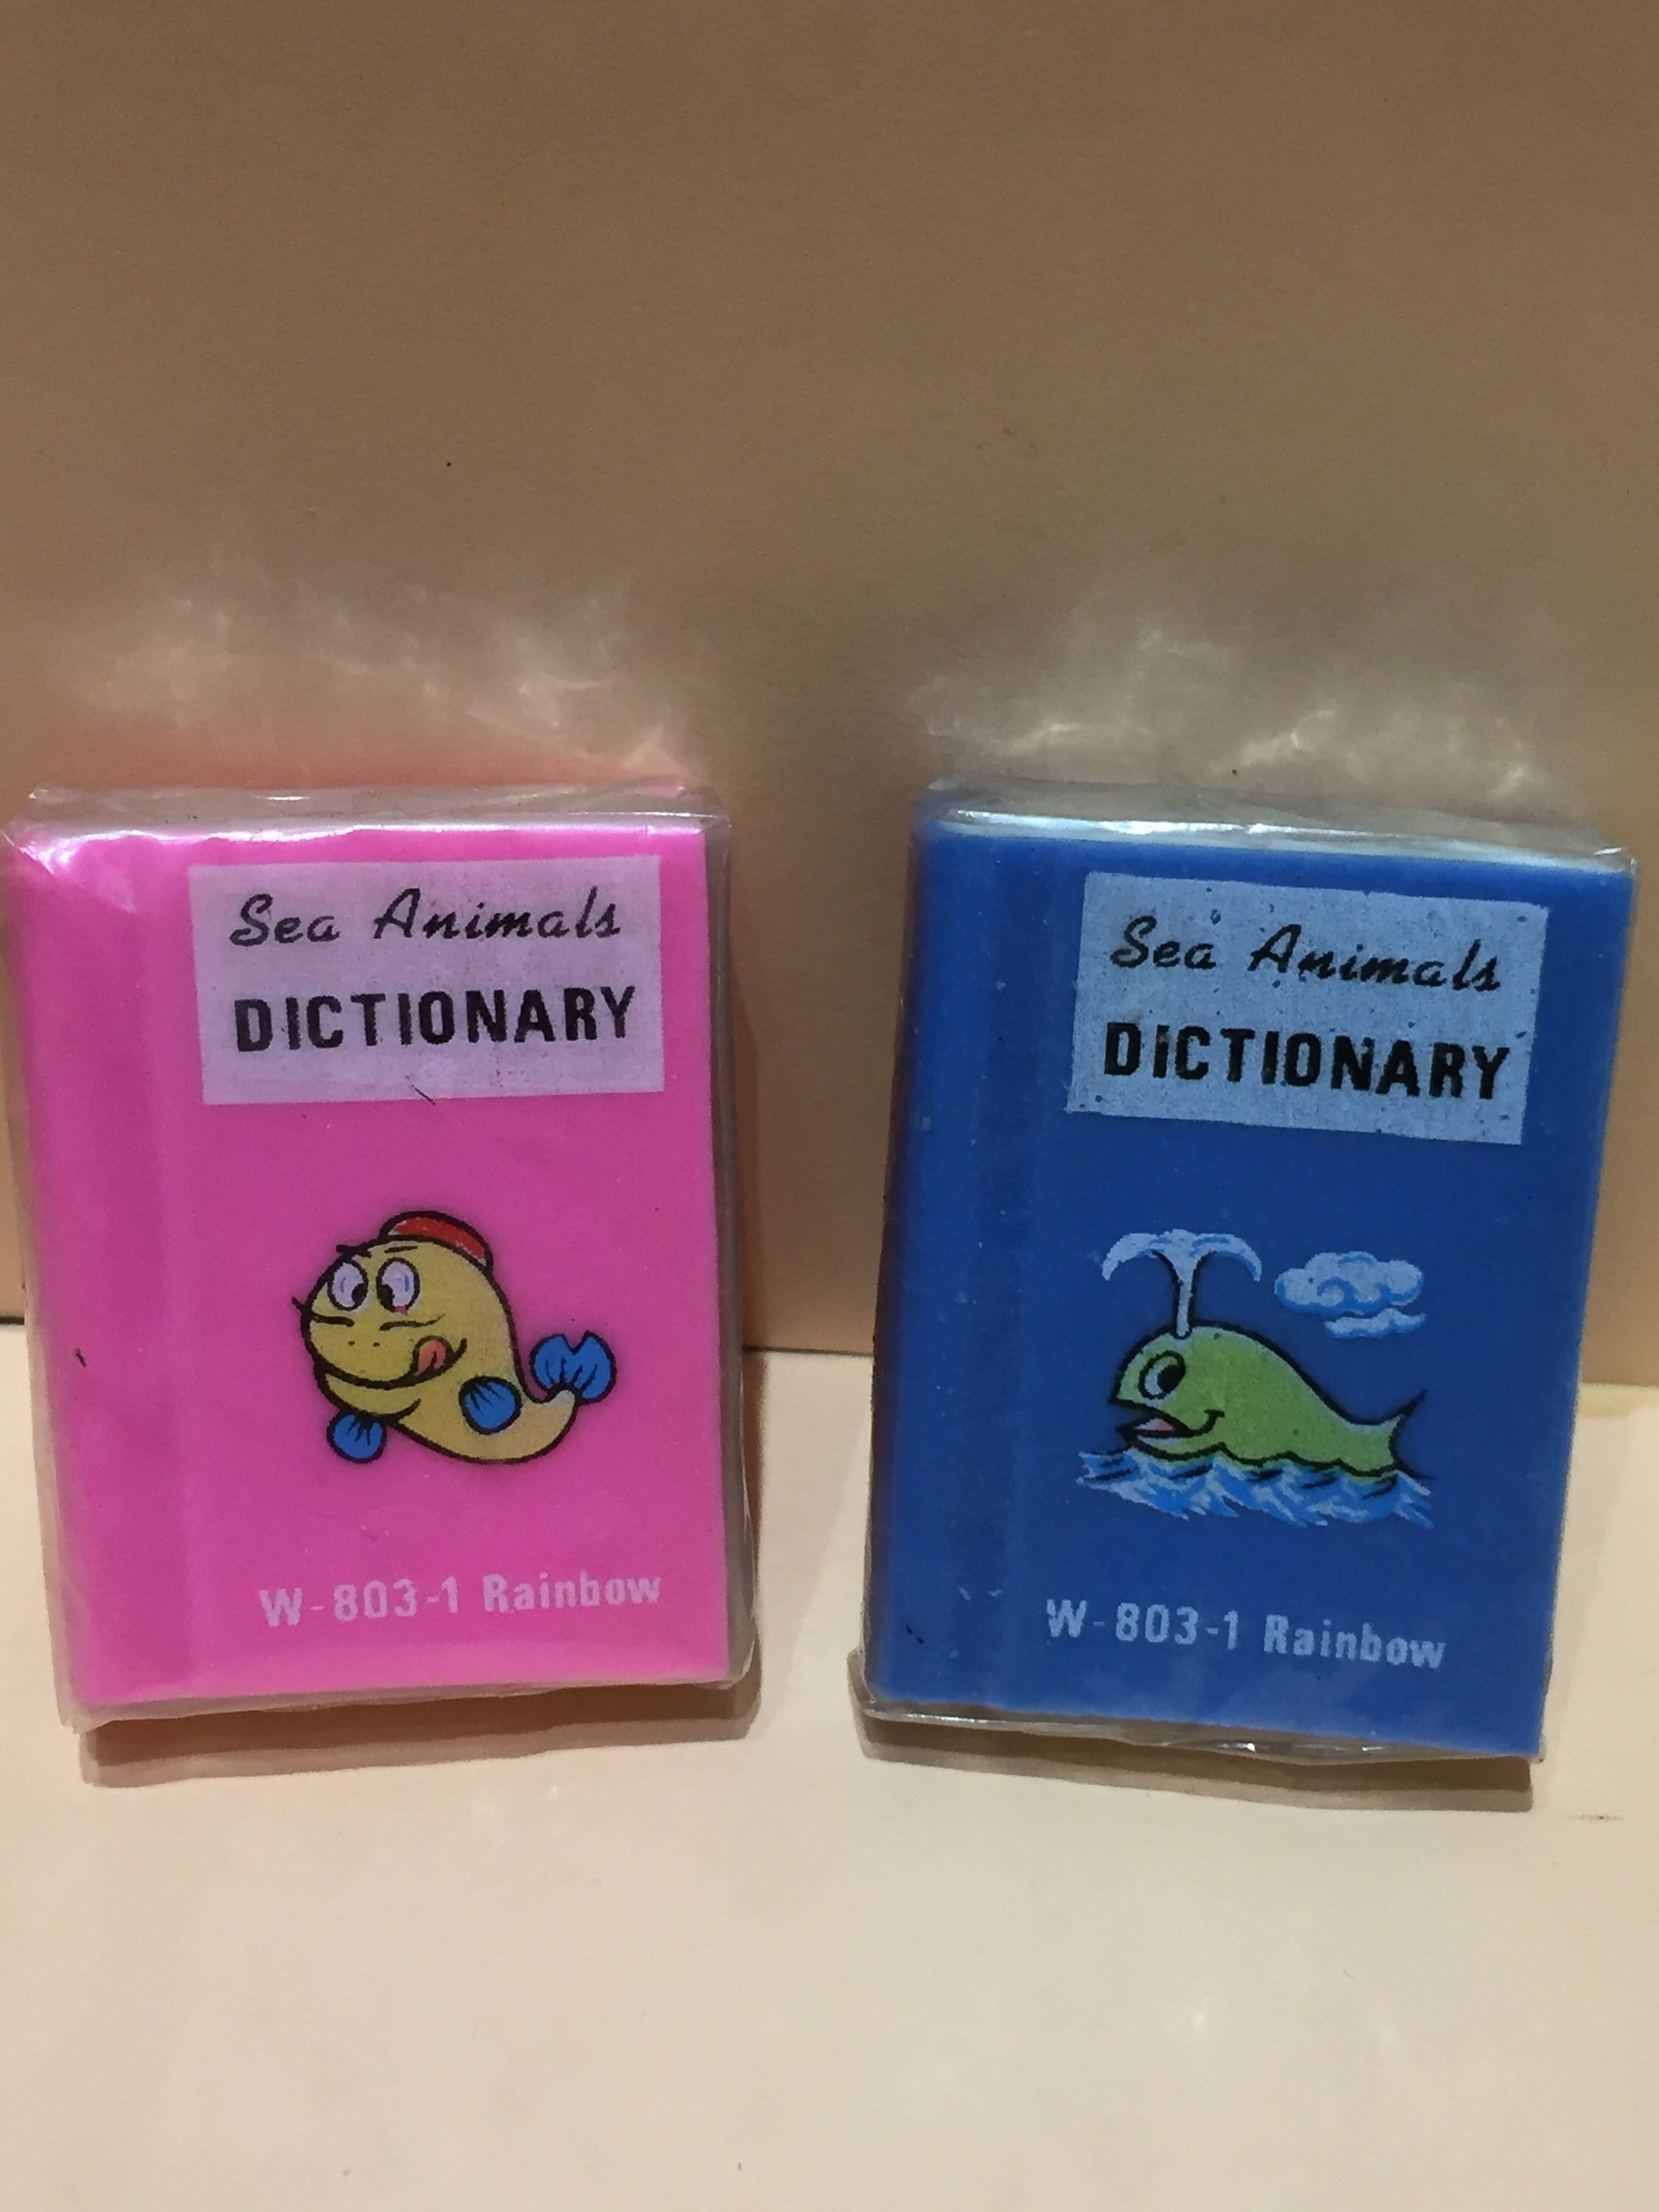 Sea Animals
DICTIONARY
W-803-1 Rainbow
Sea Animals
DICTIONARY
W-803-1 Rainbow